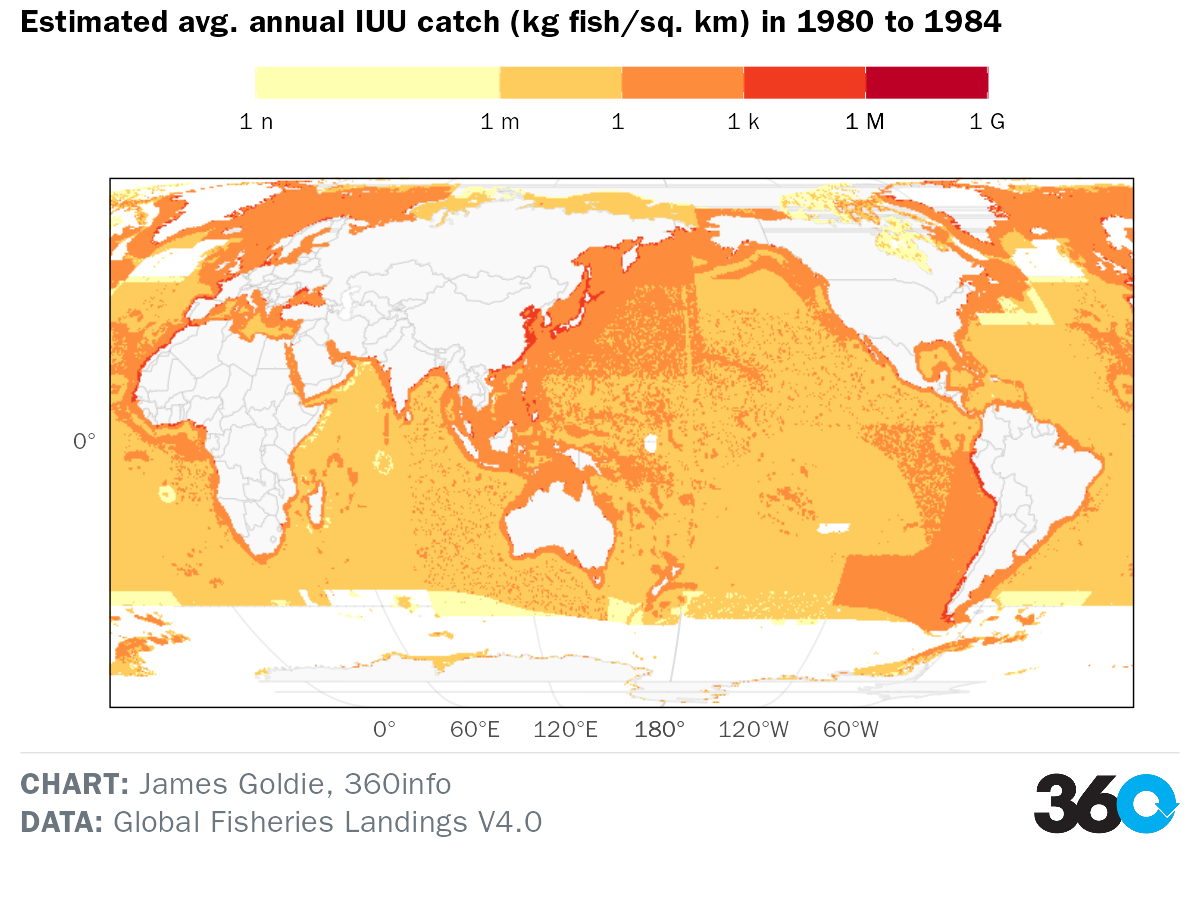 Estimated avg. annual IUU catch (kg fish/sq. km) in 1980 to 1984
1 n 1 m 1 1 k 1 M 1 G
0°
0° 60°E 120°E 180° 120°W 60°W
CHART: James Goldie, 360info
DATA: Global Fisheries Landings V4.0
360